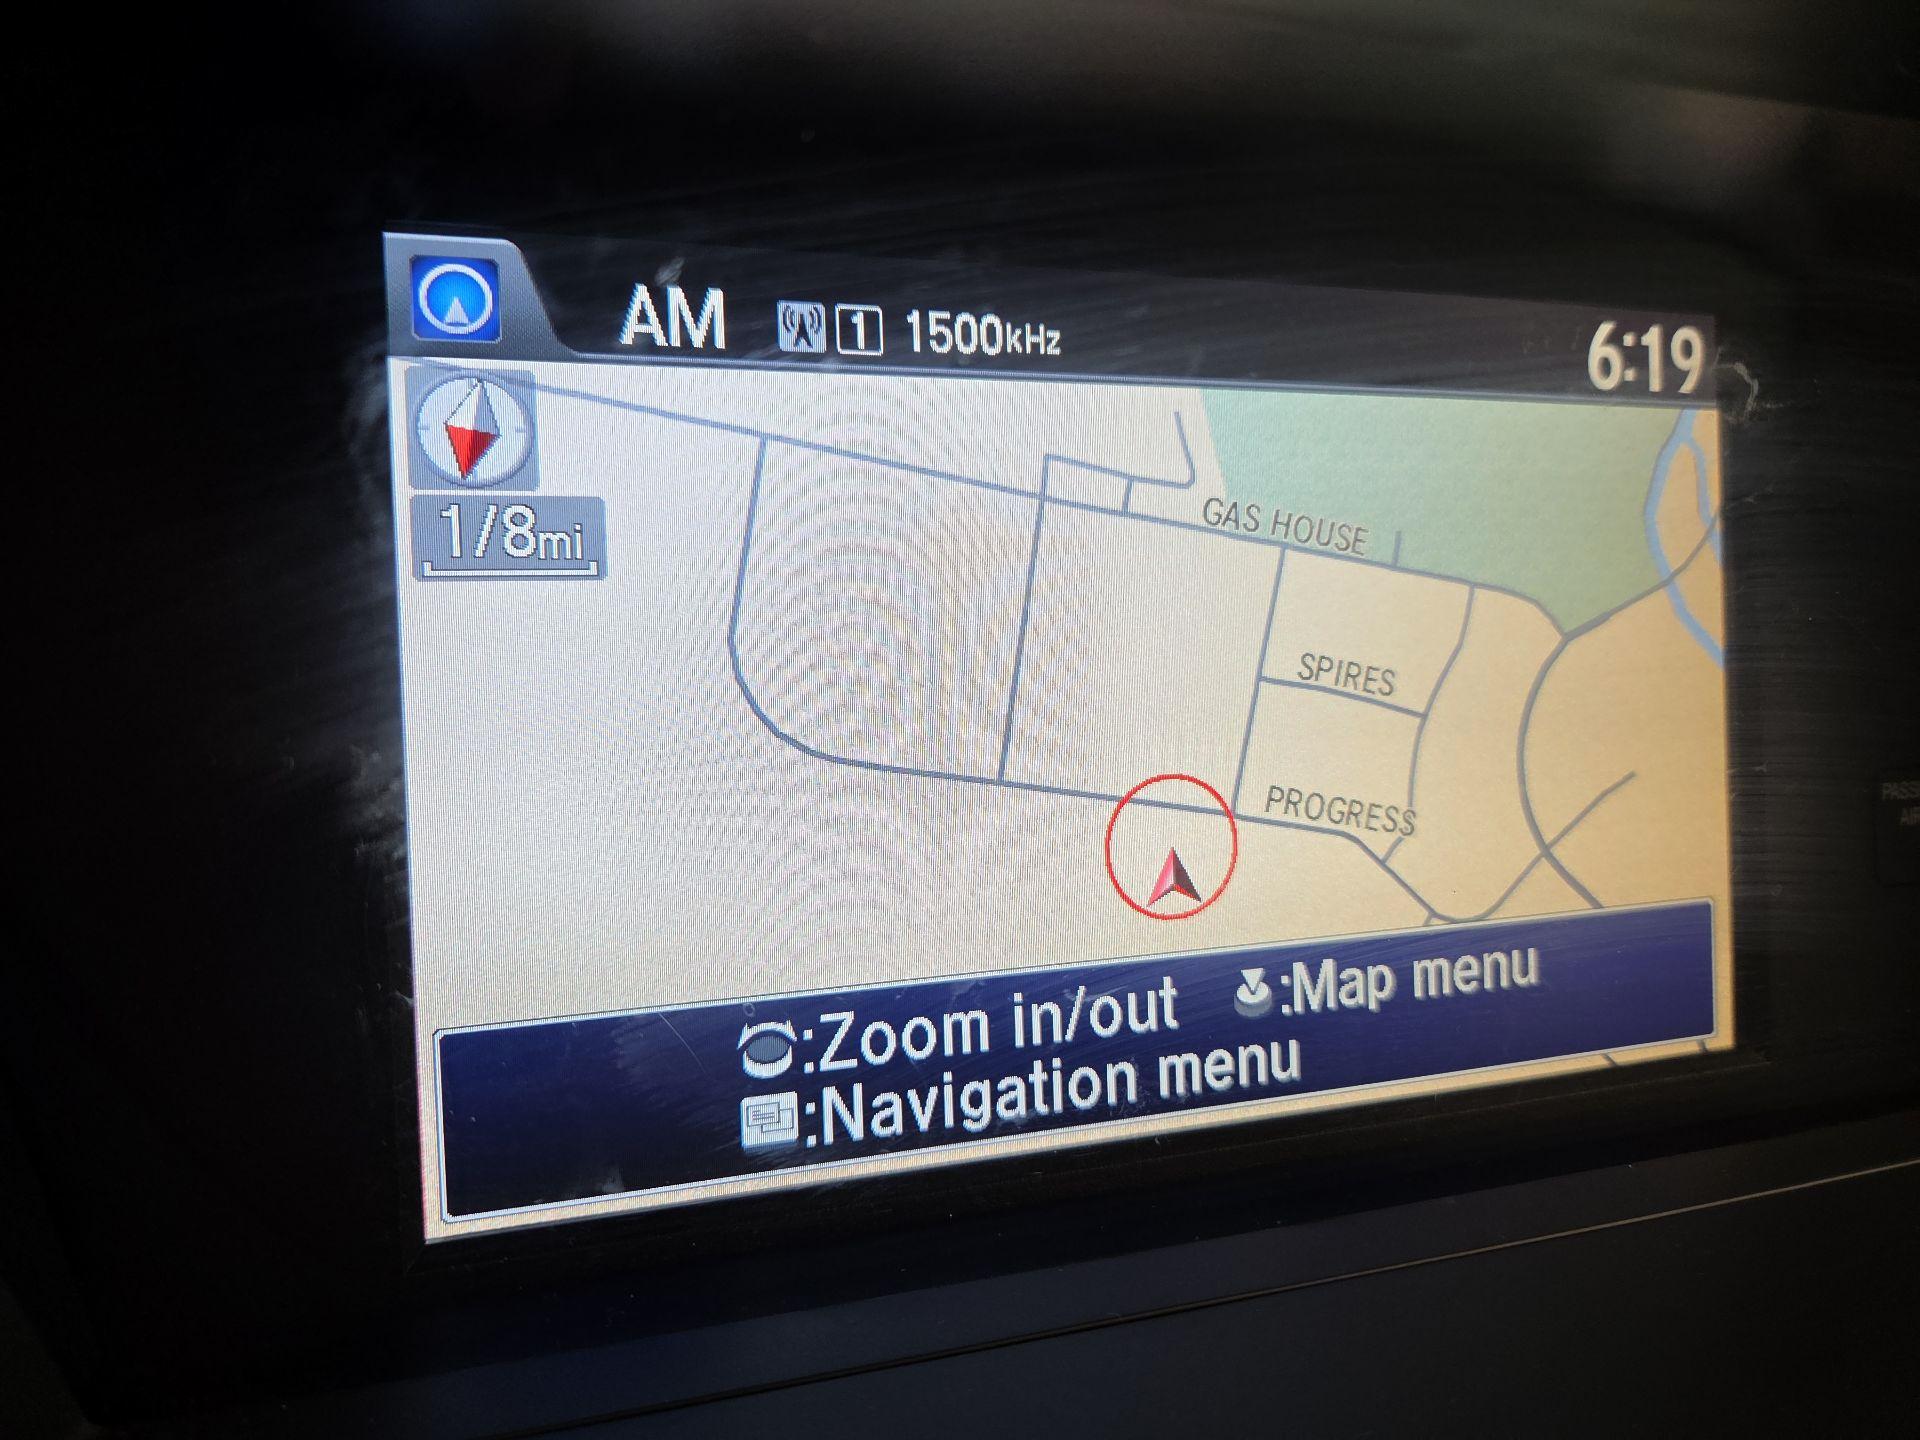 AM 1 1500kHz 6:19
1/8mi
GAS HOUSE
SPIRES
PROGRESS
:Zoom in/out :Map menu
:Navigation menu